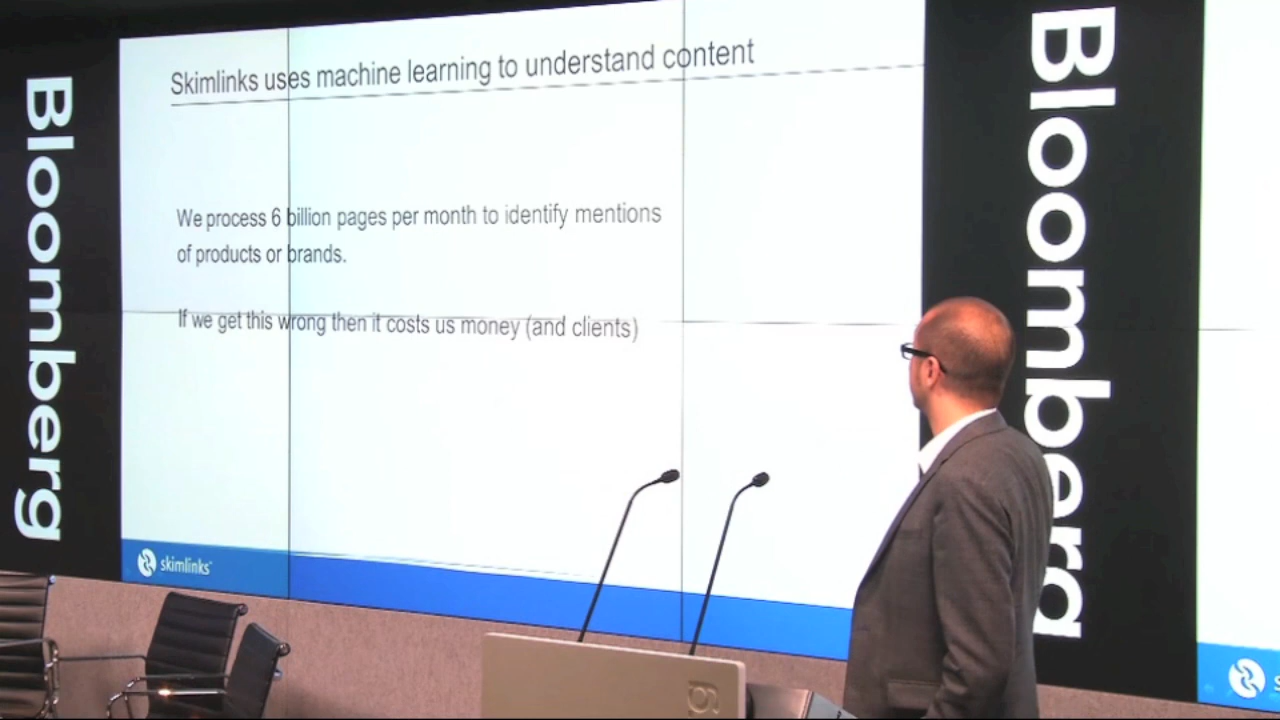 Bloomberg
Skimlinks uses machine learning to understand content
We process 6 billion pages per month to identify mentions
of products or brands.
If we get this wrong then it costs us money (and clients)
skimlinks
Bloomberg